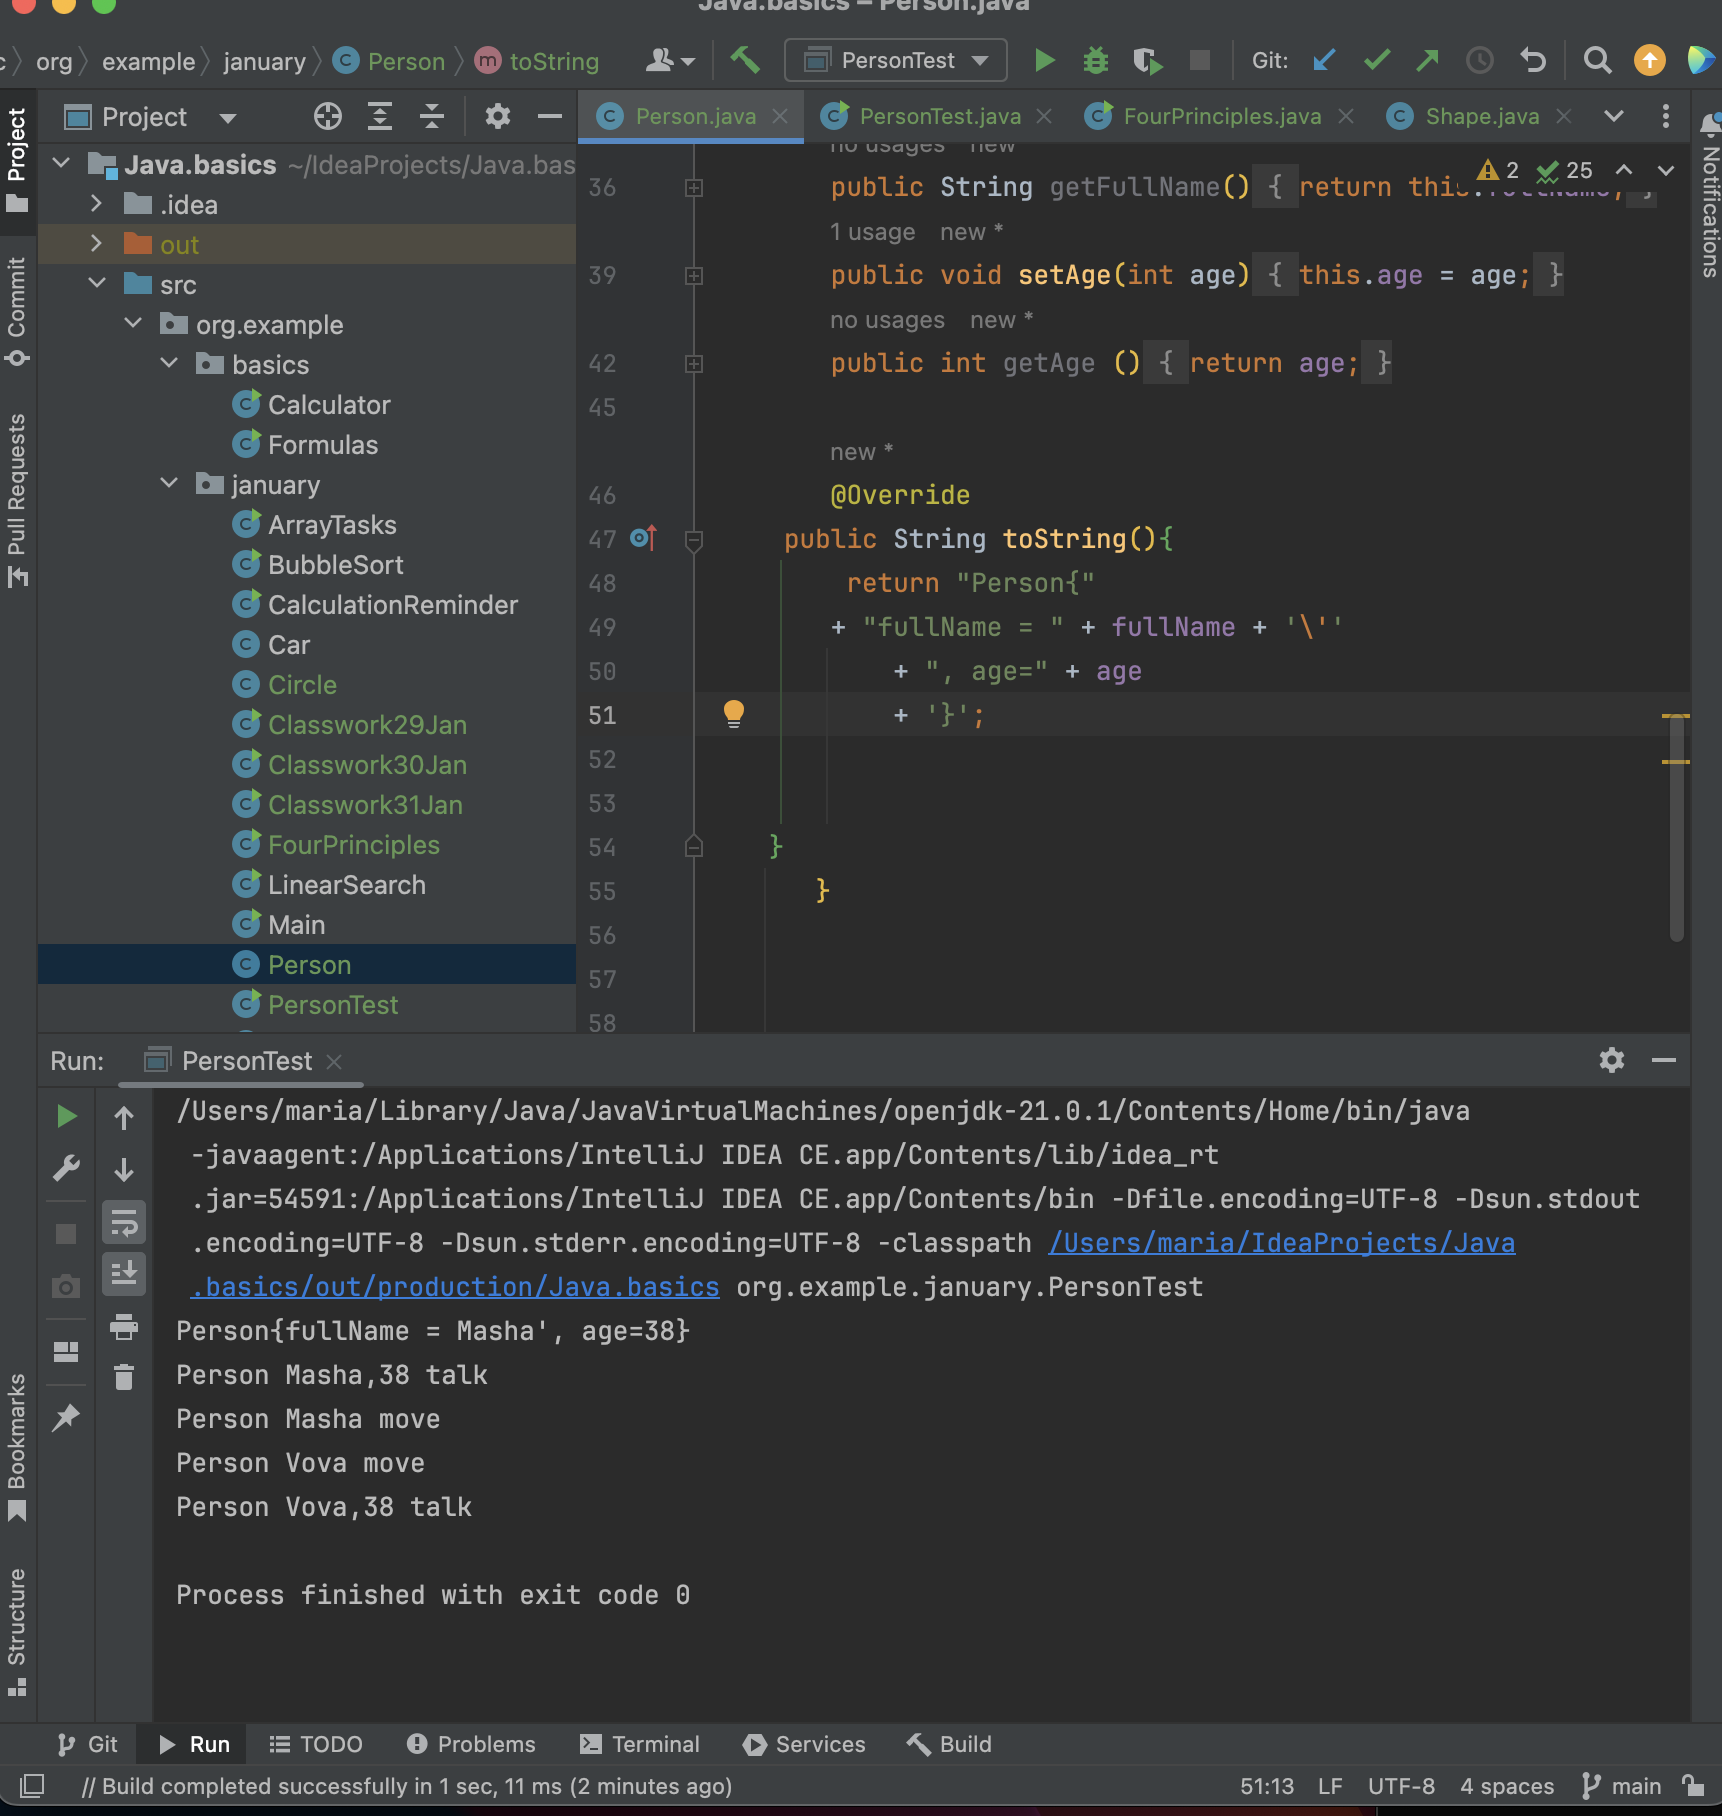 Java.basics – Person.java
org example january Person toString
PersonTest
Git:
Project
Person.java PersonTest.java FourPrinciples.java Shape.java
Project
Commit
Pull Requests
Bookmarks
Structure
Notifications
Java.basics ~/IdeaProjects/Java.bas
.idea
out
src
org.example
basics
Calculator
Formulas
january
ArrayTasks
BubbleSort
CalculationReminder
Car
Circle
Classwork29Jan
Classwork30Jan
Classwork31Jan
FourPrinciples
LinearSearch
Main
Person
PersonTest
2 25
no usages new *
36 public String getFullName() { return this.fullName; }
1 usage new *
39 public void setAge(int age) { this.age = age; }
no usages new *
42 public int getAge () { return age; }
45
new *
46 @Override
47 public String toString(){
48 return "Person{"
49 + "fullName = " + fullName + '\''
50 + ", age=" + age
51 + '}';
52
53
54 }
55 }
56
57
58
Run: PersonTest
/Users/maria/Library/Java/JavaVirtualMachines/openjdk-21.0.1/Contents/Home/bin/java
-javaagent:/Applications/IntelliJ IDEA CE.app/Contents/lib/idea_rt
.jar=54591:/Applications/IntelliJ IDEA CE.app/Contents/bin -Dfile.encoding=UTF-8 -Dsun.stdout
.encoding=UTF-8 -Dsun.stderr.encoding=UTF-8 -classpath /Users/maria/IdeaProjects/Java
.basics/out/production/Java.basics org.example.january.PersonTest
Person{fullName = Masha', age=38}
Person Masha,38 talk
Person Masha move
Person Vova move
Person Vova,38 talk
Process finished with exit code 0
Git Run TODO Problems Terminal Services Build
// Build completed successfully in 1 sec, 11 ms (2 minutes ago) 51:13 LF UTF-8 4 spaces main